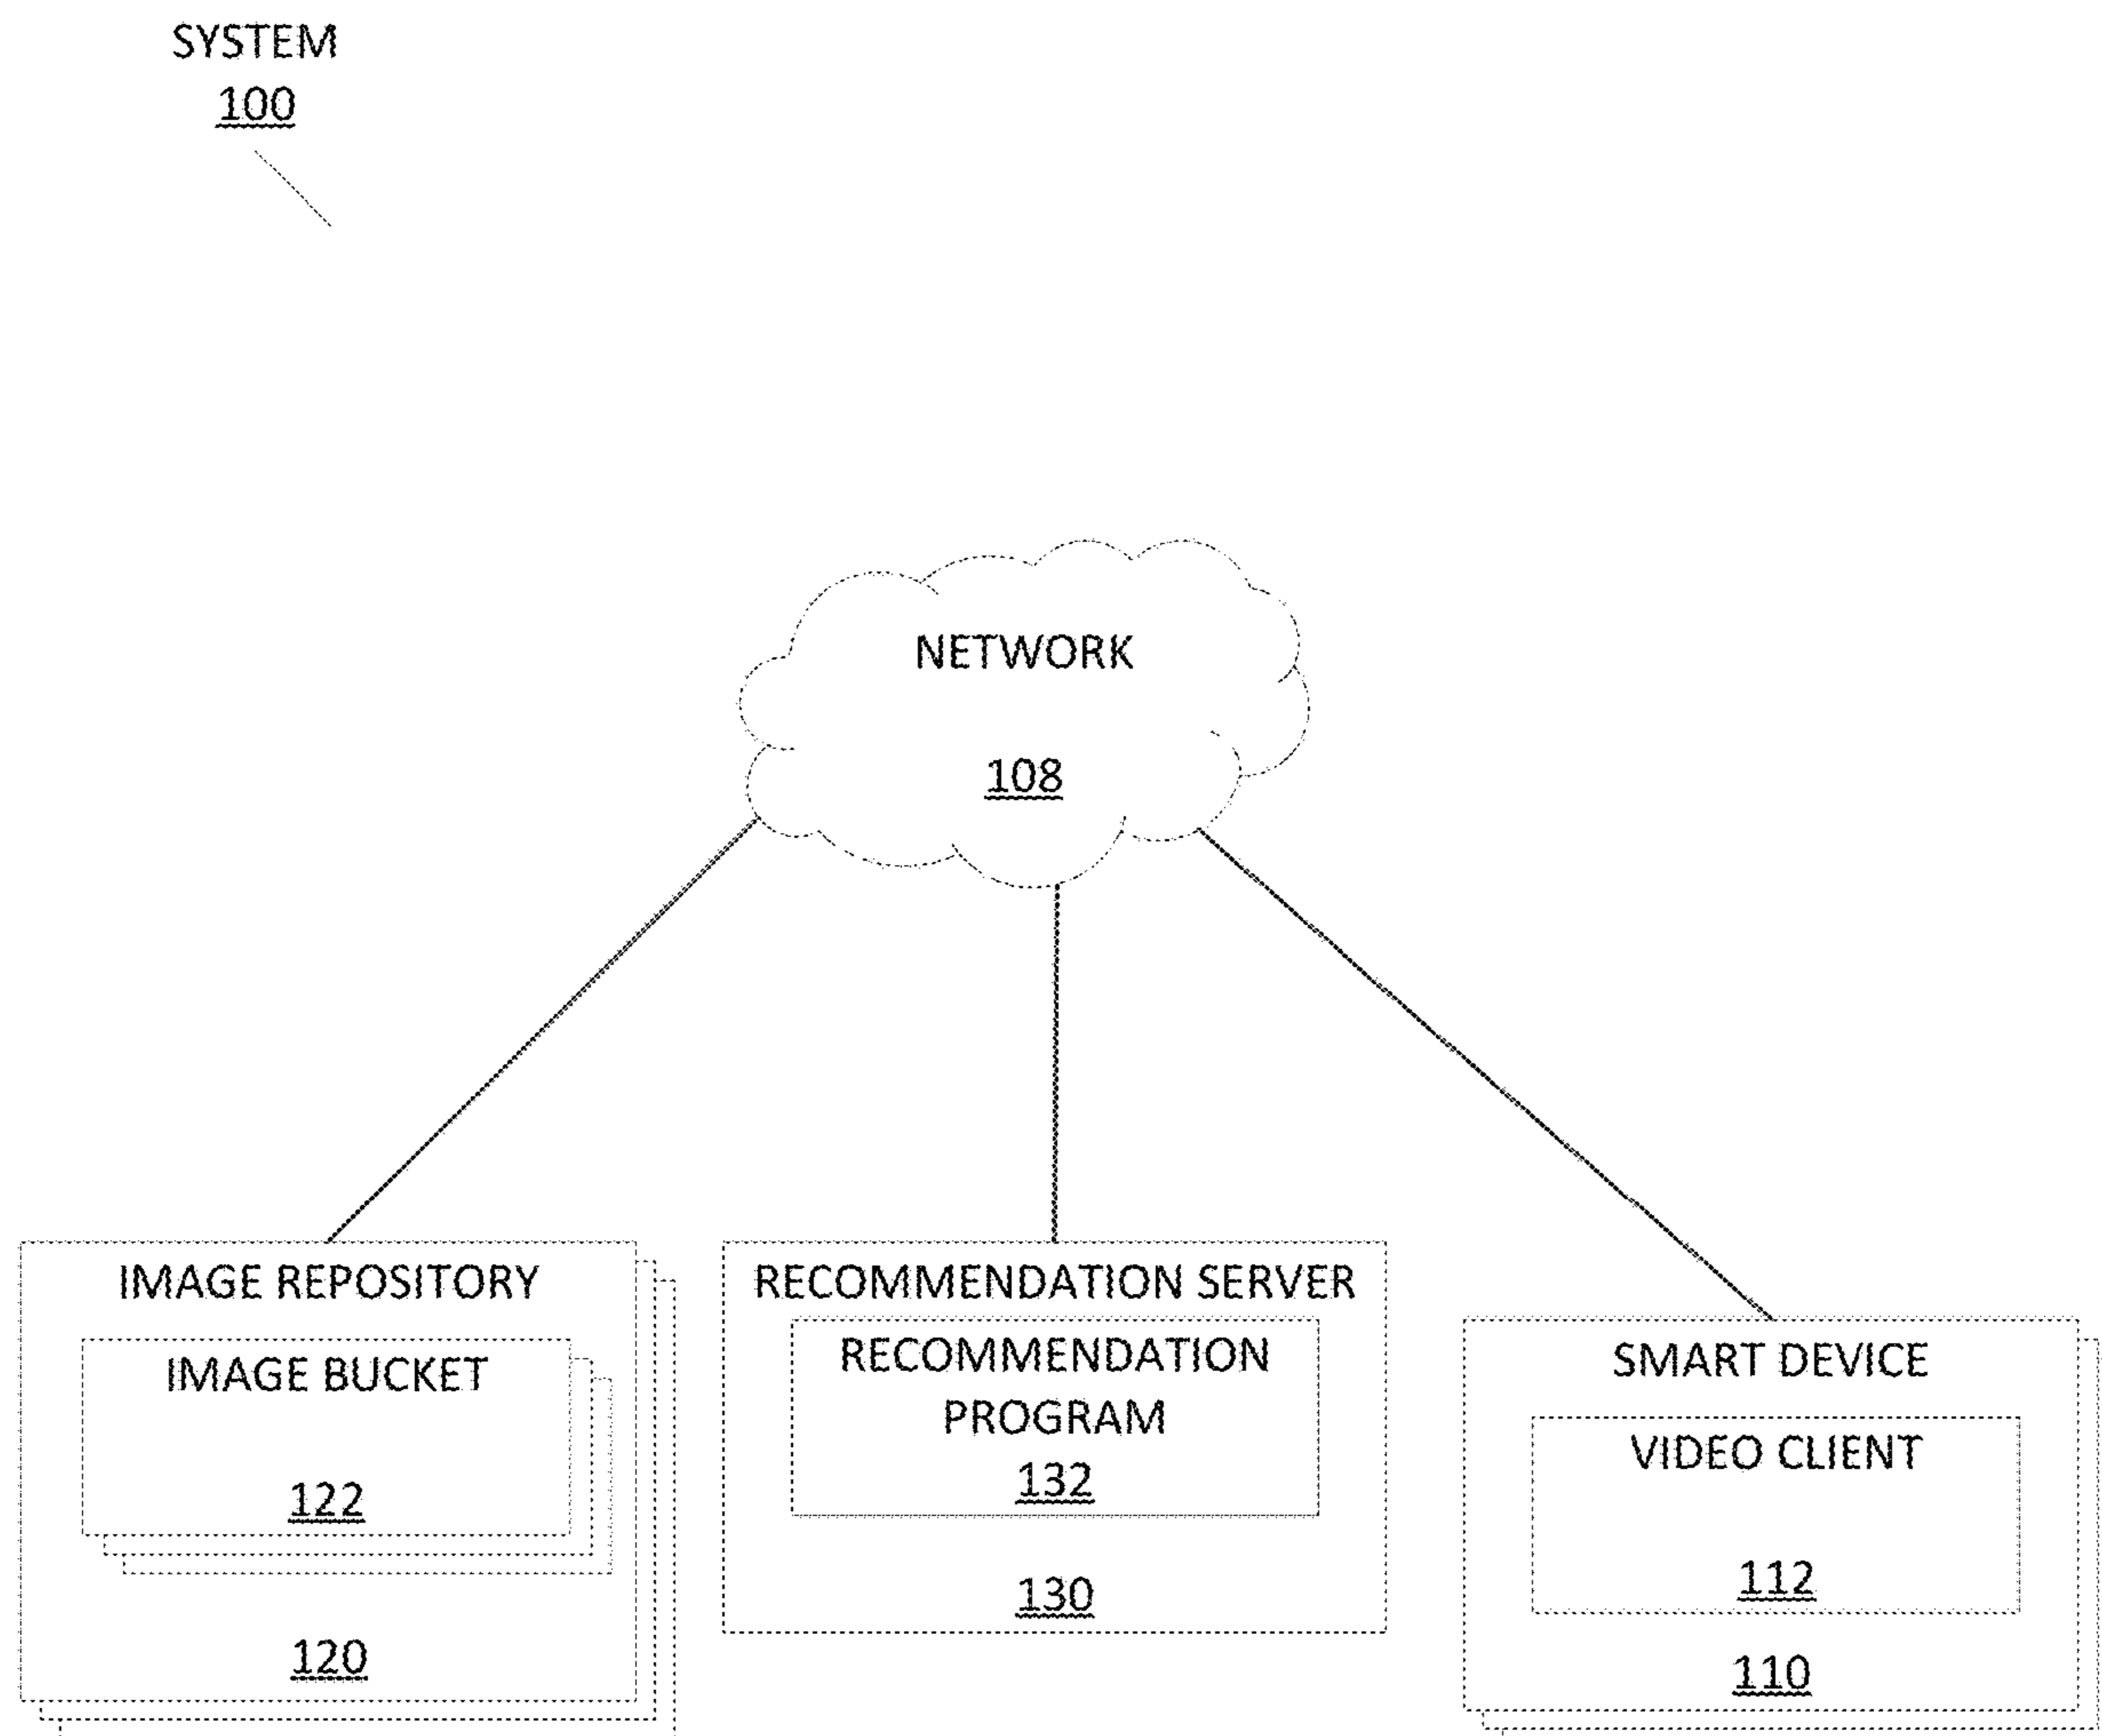 SYSTEM
100
NETWORK
108
IMAGE REPOSITORY
IMAGE BUCKET
122
120
RECOMMENDATION SERVER
RECOMMENDATION
PROGRAM
132
130
SMART DEVICE
VIDEO CLIENT
112
110